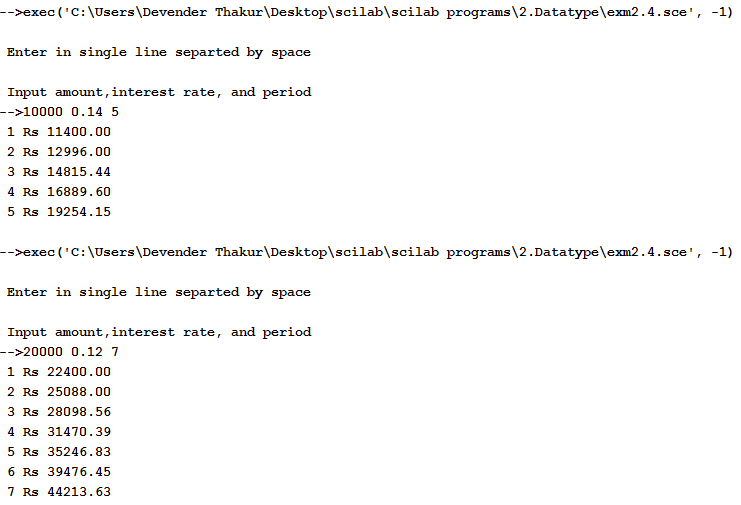 -->exec('C:\Users\Devender Thakur\Desktop\scilab\scilab programs\2.Datatype\exm2.4.sce', -1)
Enter in single line separted by space
Input amount,interest rate, and period
-->10000 0.14 5
1 Rs 11400.00
2 Rs 12996.00
3 Rs 14815.44
4 Rs 16889.60
5 Rs 19254.15
-->exec('C:\Users\Devender Thakur\Desktop\scilab\scilab programs\2.Datatype\exm2.4.sce', -1)
Enter in single line separted by space
Input amount,interest rate, and period
-->20000 0.12 7
1 Rs 22400.00
2 Rs 25088.00
3 Rs 28098.56
4 Rs 31470.39
5 Rs 35246.83
6 Rs 39476.45
7 Rs 44213.63